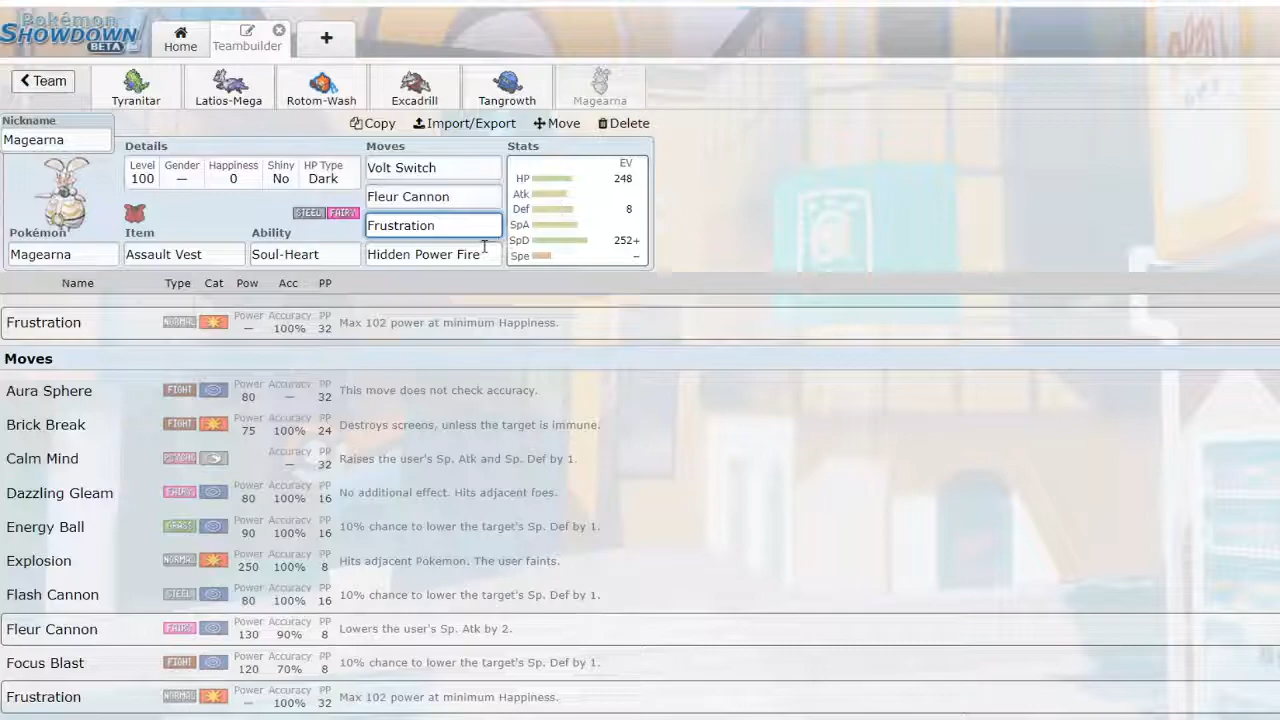 Pokémon
SHOWDOWN
BETA
Home
Teambuilder
+
Team
Tyranitar
Latios-Mega
Rotom-Wash
Excadrill
Tangrowth
Magearna
Copy
Import/Export
Move
Delete
Nickname
Magearna
Details
Moves
Stats
Level Gender Happiness Shiny HP Type
100 — 0 No Dark
STEEL FAIRY
Pokémon Item Ability
Magearna Assault Vest Soul-Heart
Volt Switch
Fleur Cannon
Frustration
Hidden Power Fire
EV
HP 248
Atk
Def 8
SpA
SpD 252+
Spe –
Name Type Cat Pow Acc PP
Frustration NORMAL Power — Accuracy 100% PP 32 Max 102 power at minimum Happiness.
Moves
Aura Sphere FIGHT Power 80 Accuracy — PP 32 This move does not check accuracy.
Brick Break FIGHT Power 75 Accuracy 100% PP 24 Destroys screens, unless the target is immune.
Calm Mind PSYCHC Accuracy — PP 32 Raises the user's Sp. Atk and Sp. Def by 1.
Dazzling Gleam FAIRY Power 80 Accuracy 100% PP 16 No additional effect. Hits adjacent foes.
Energy Ball GRASS Power 90 Accuracy 100% PP 16 10% chance to lower the target's Sp. Def by 1.
Explosion NORMAL Power 250 Accuracy 100% PP 8 Hits adjacent Pokemon. The user faints.
Flash Cannon STEEL Power 80 Accuracy 100% PP 16 10% chance to lower the target's Sp. Def by 1.
Fleur Cannon FAIRY Power 130 Accuracy 90% PP 8 Lowers the user's Sp. Atk by 2.
Focus Blast FIGHT Power 120 Accuracy 70% PP 8 10% chance to lower the target's Sp. Def by 1.
Frustration NORMAL Power — Accuracy 100% PP 32 Max 102 power at minimum Happiness.